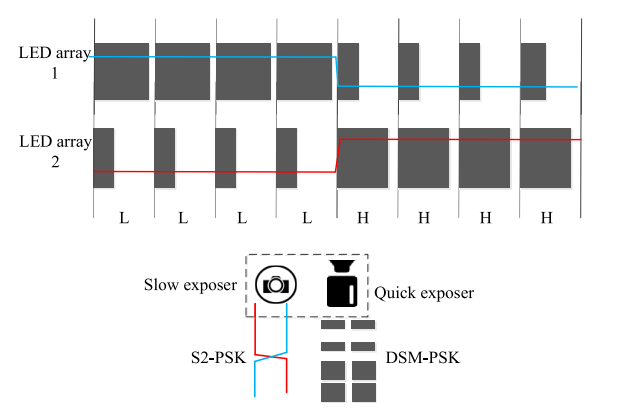 LED array
1
LED array
2
L L L L H H H H
Slow exposer
Quick exposer
S2-PSK
DSM-PSK